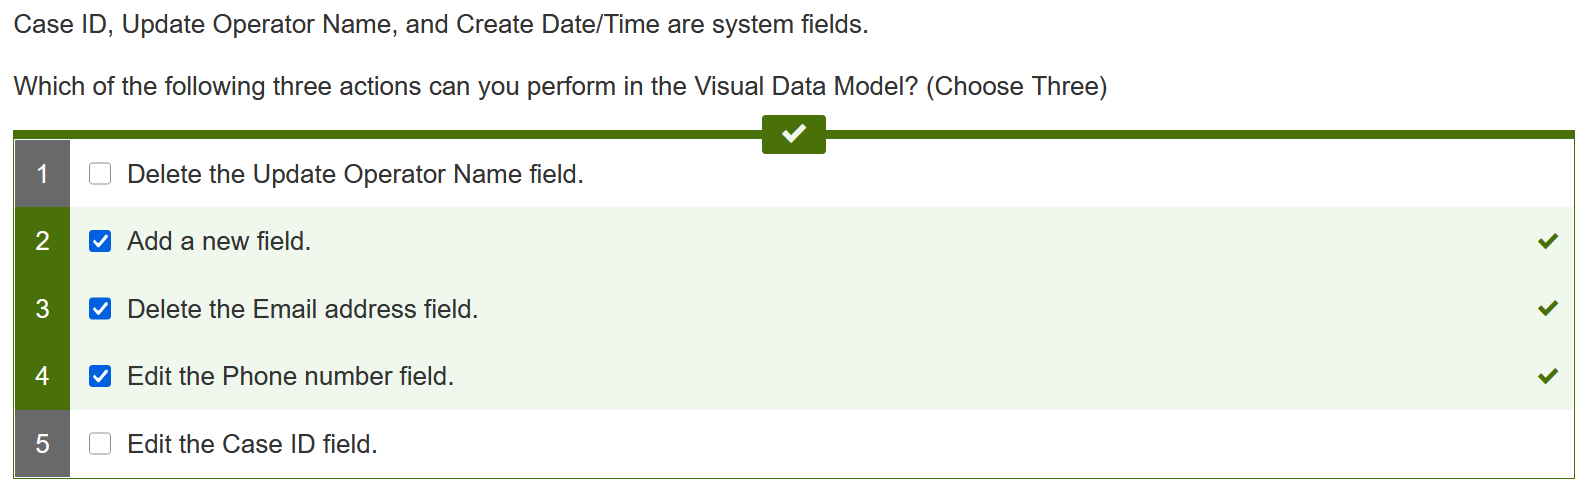 Case ID, Update Operator Name, and Create Date/Time are system fields.
Which of the following three actions can you perform in the Visual Data Model? (Choose Three)
1 Delete the Update Operator Name field.
2 Add a new field.
3 Delete the Email address field.
4 Edit the Phone number field.
5 Edit the Case ID field.